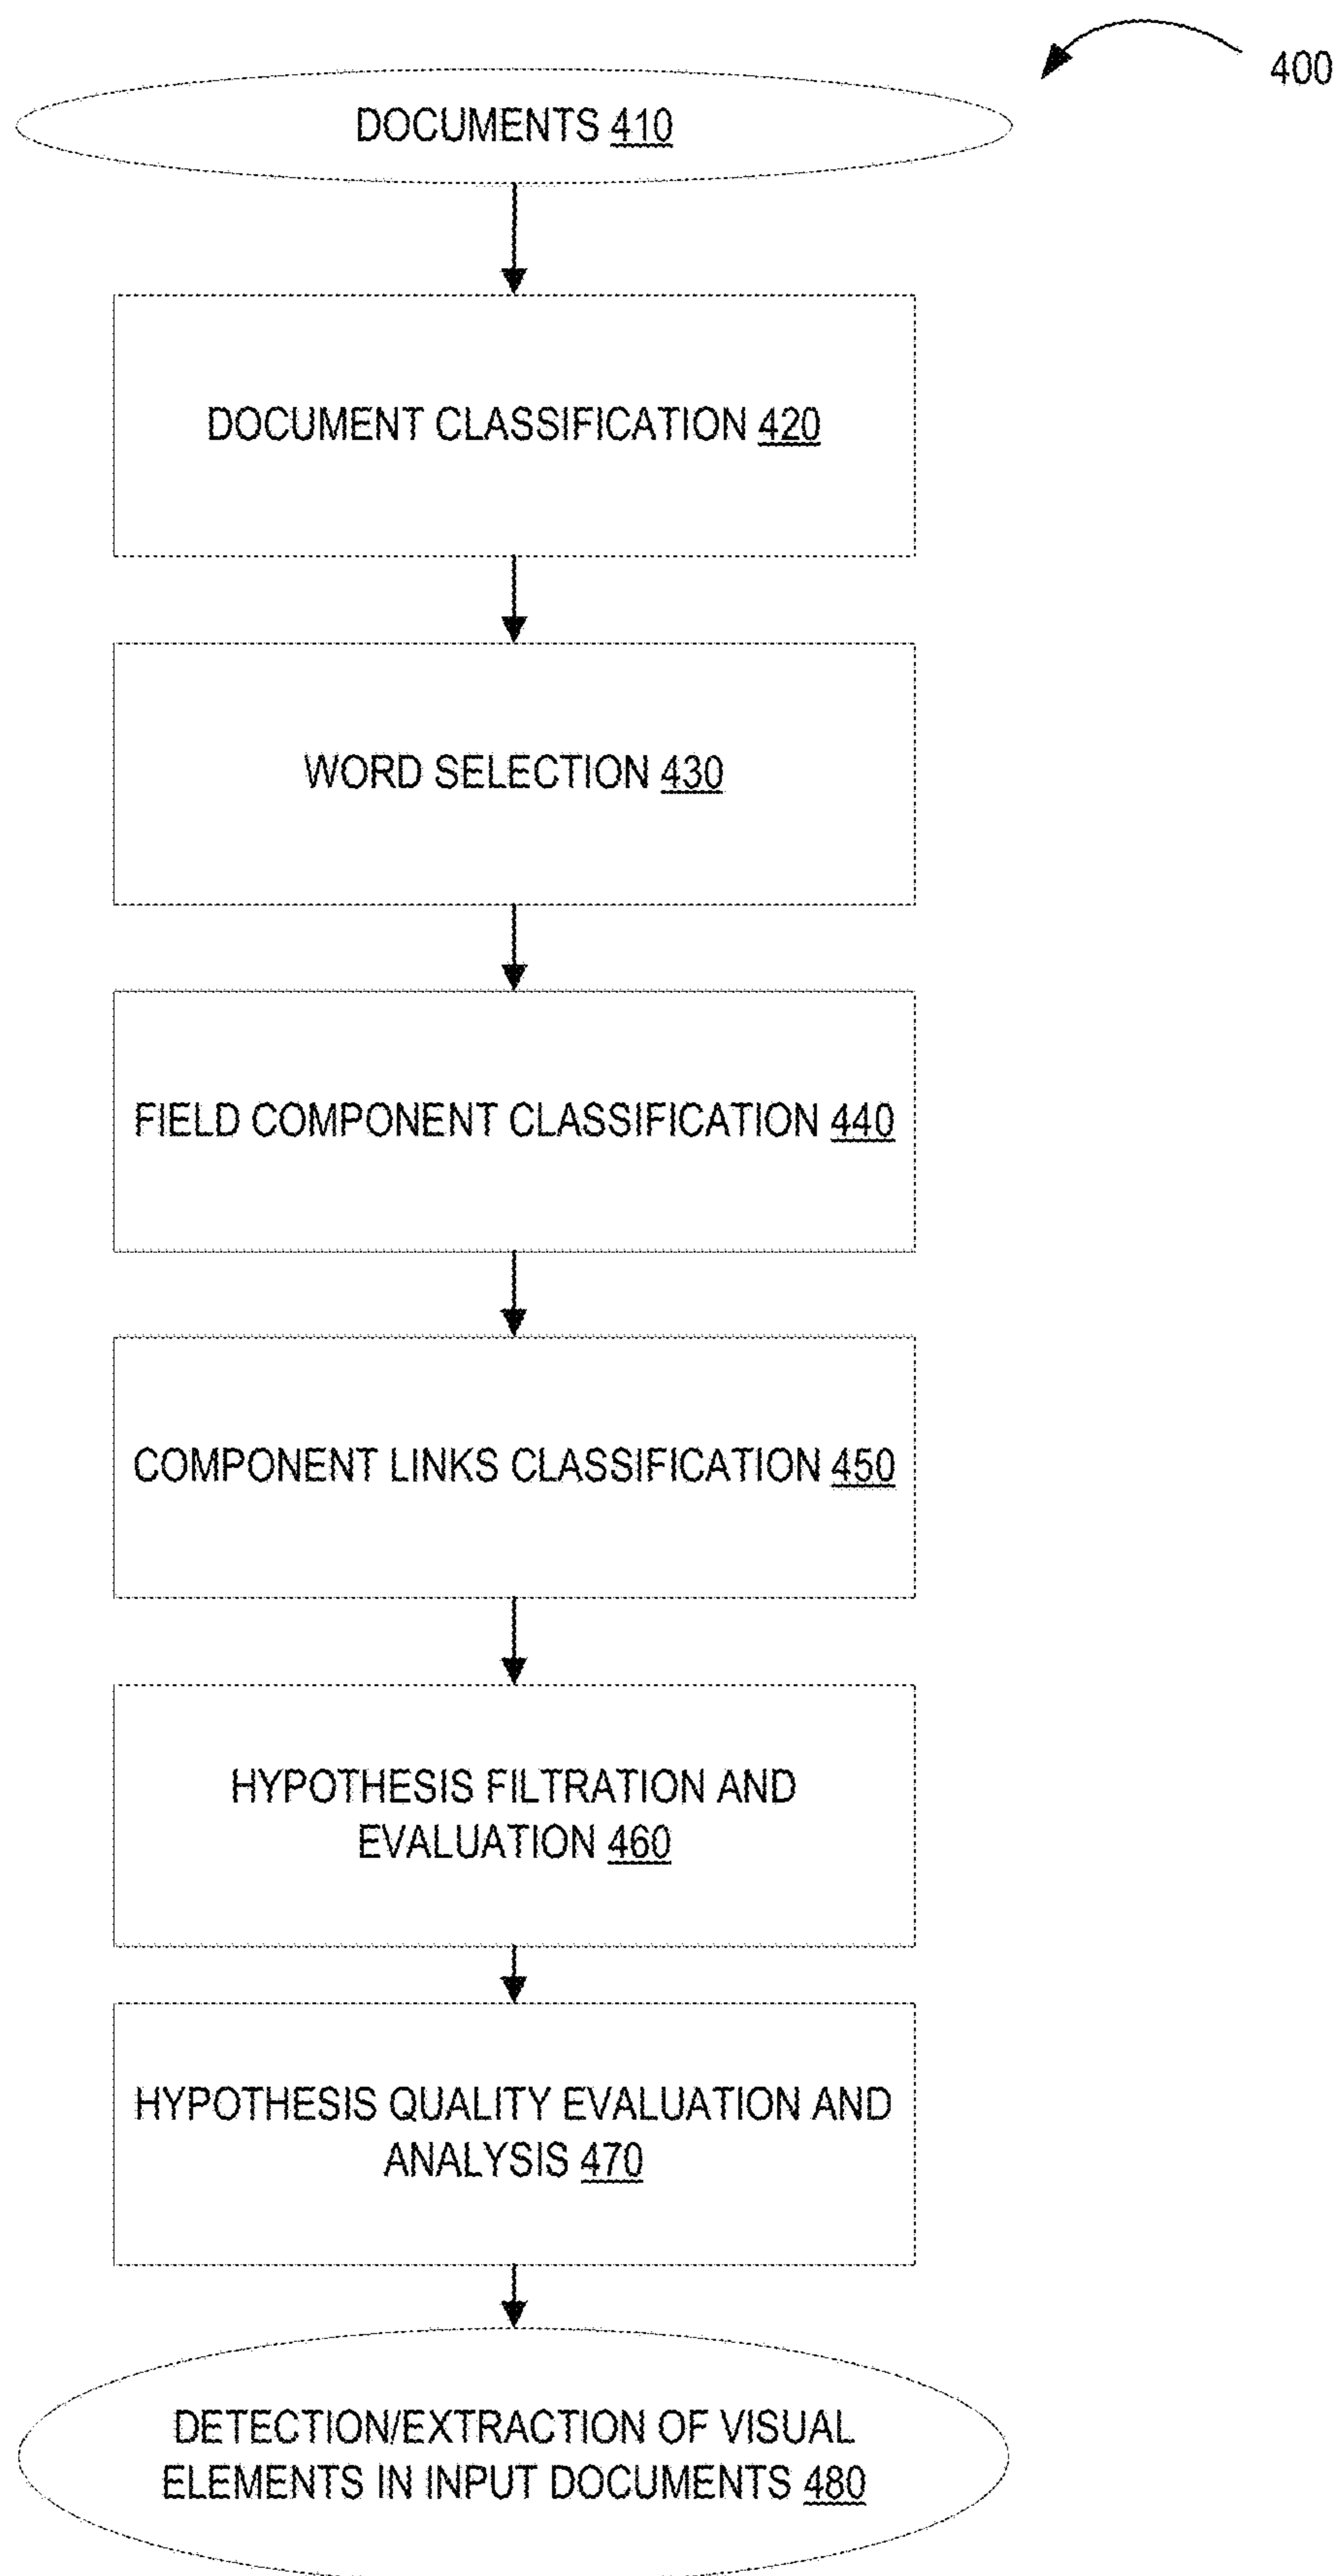 400
DOCUMENTS 410
DOCUMENT CLASSIFICATION 420
WORD SELECTION 430
FIELD COMPONENT CLASSIFICATION 440
COMPONENT LINKS CLASSIFICATION 450
HYPOTHESIS FILTRATION AND
EVALUATION 460
HYPOTHESIS QUALITY EVALUATION AND
ANALYSIS 470
DETECTION/EXTRACTION OF VISUAL
ELEMENTS IN INPUT DOCUMENTS 480